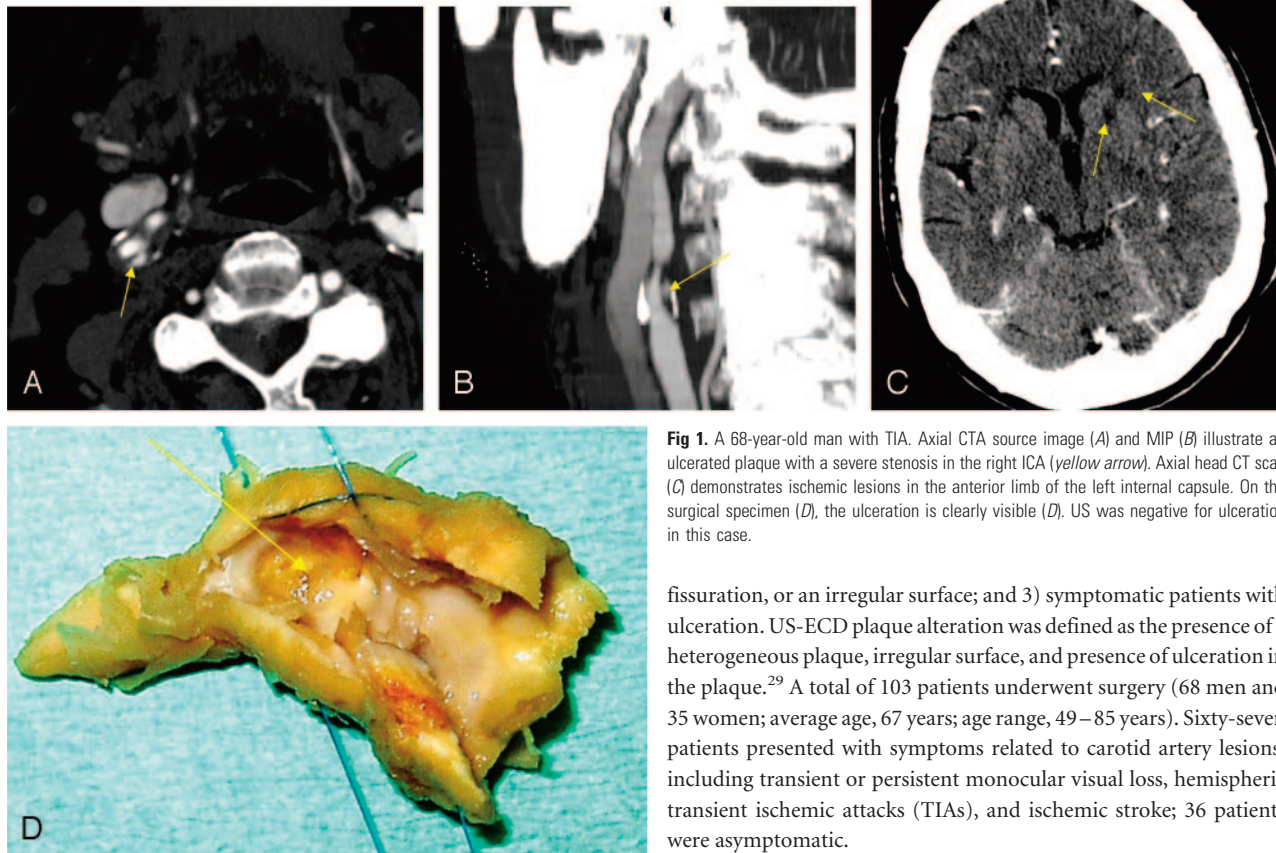 A
B
C
D
Fig 1. A 68-year-old man with TIA. Axial CTA source image (A) and MIP (B) illustrate a
ulcerated plaque with a severe stenosis in the right ICA (yellow arrow). Axial head CT sca
(C) demonstrates ischemic lesions in the anterior limb of the left internal capsule. On th
surgical specimen (D), the ulceration is clearly visible (D). US was negative for ulceratio
in this case.
fissuration, or an irregular surface; and 3) symptomatic patients with
ulceration. US-ECD plaque alteration was defined as the presence of
heterogeneous plaque, irregular surface, and presence of ulceration in
the plaque.29 A total of 103 patients underwent surgery (68 men and
35 women; average age, 67 years; age range, 49–85 years). Sixty-seve
patients presented with symptoms related to carotid artery lesions
including transient or persistent monocular visual loss, hemispheri
transient ischemic attacks (TIAs), and ischemic stroke; 36 patient
were asymptomatic.